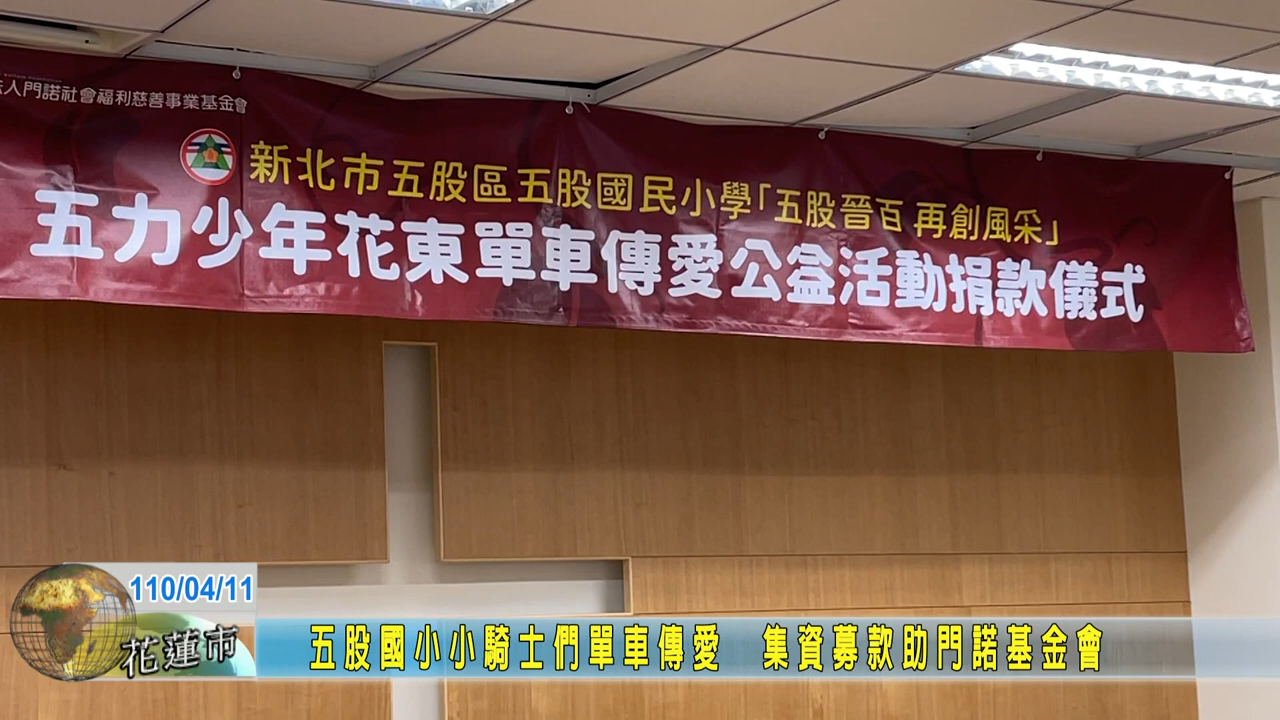 法人門諾社會福利慈善事業基金會
新北市五股區五股國民小學「五股晉百 再創風采」
五力少年花東單車傳愛公益活動捐款儀式
110/04/11
花蓮市
五股國小小騎士們單車傳愛 集資募款助門諾基金會